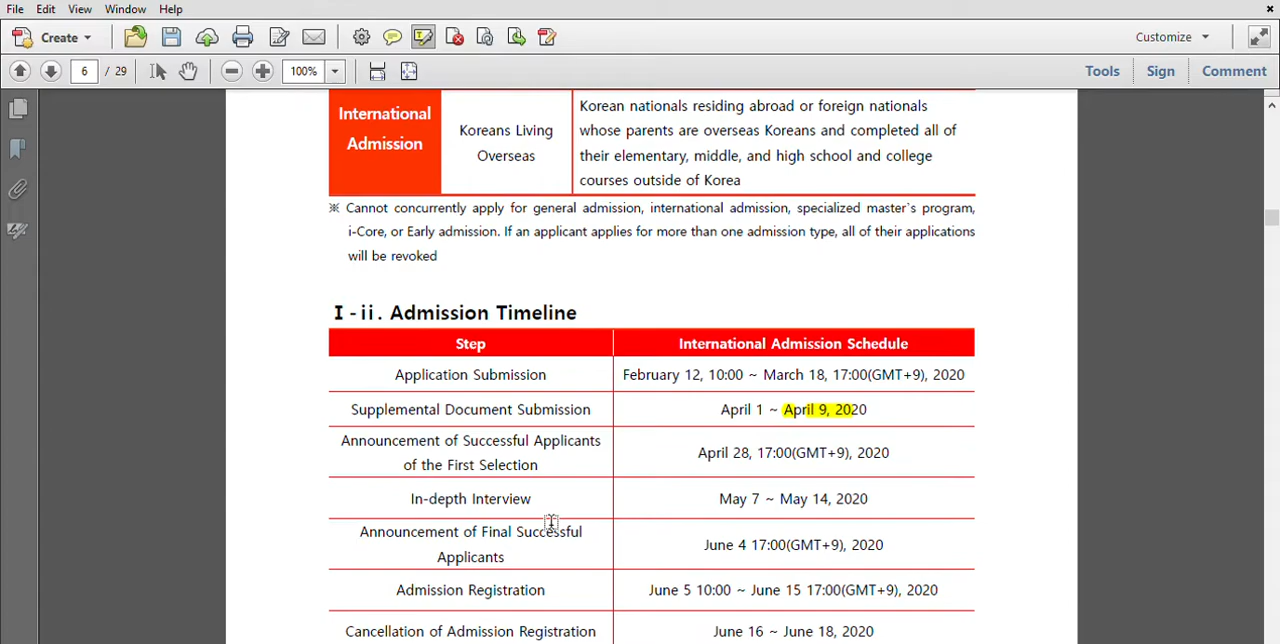 File Edit View Window Help
Create
Customize
6 / 29
100%
Tools Sign Comment
International
Admission
Koreans Living
Overseas
Korean nationals residing abroad or foreign nationals
whose parents are overseas Koreans and completed all of
their elementary, middle, and high school and college
courses outside of Korea
※ Cannot concurrently apply for general admission, international admission, specialized master`s program,
i-Core, or Early admission. If an applicant applies for more than one admission type, all of their applications
will be revoked
Ⅰ-ⅱ. Admission Timeline
Step International Admission Schedule
Application Submission February 12, 10:00 ~ March 18, 17:00(GMT+9), 2020
Supplemental Document Submission April 1 ~ April 9, 2020
Announcement of Successful Applicants
of the First Selection
April 28, 17:00(GMT+9), 2020
In-depth Interview May 7 ~ May 14, 2020
Announcement of Final Successful
Applicants
June 4 17:00(GMT+9), 2020
Admission Registration June 5 10:00 ~ June 15 17:00(GMT+9), 2020
Cancellation of Admission Registration June 16 ~ June 18, 2020